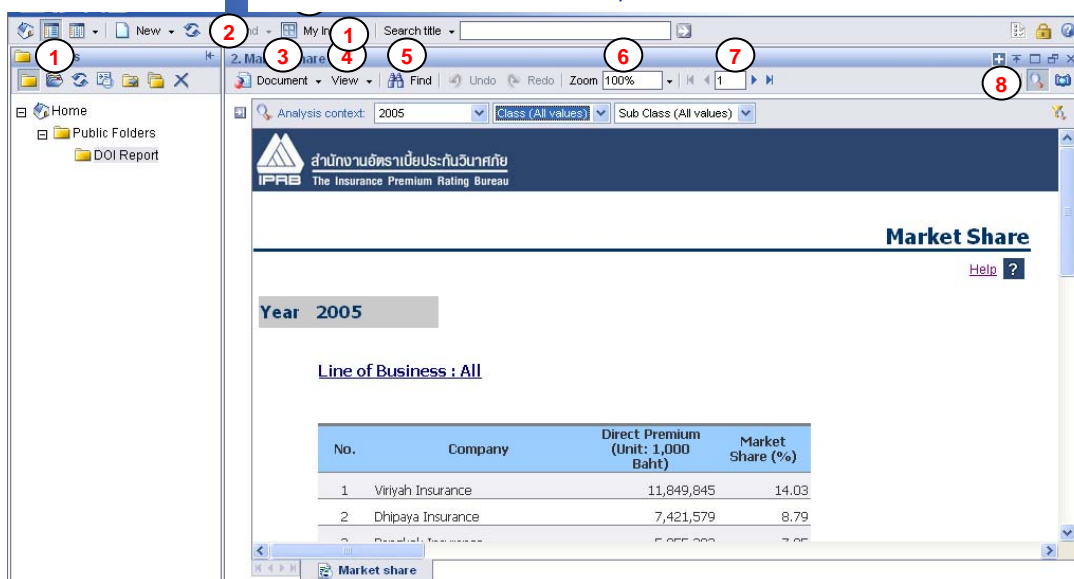 New
2
My In
1
Search title
1
s
2. Ma
3
hare
4
5
6
7
8
Document View Find Undo Redo Zoom 100% 1
Home
Public Folders
DOI Report
Analysis context: 2005 Class (All values) Sub Class (All values)
สำนักงานอัตราเบี้ยประกันวินาศภัย
IPRB The Insurance Premium Rating Bureau
Market Share
Help ?
Year 2005
Line of Business : All
No. Company Direct Premium (Unit: 1,000 Baht) Market Share (%)
1 Viriyah Insurance 11,849,845 14.03
2 Dhipaya Insurance 7,421,579 8.79
Market share